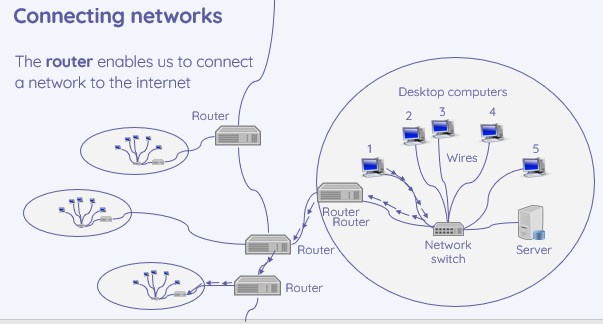 Connecting networks
The router enables us to connect
a network to the internet
Router
Desktop computers
1
2
3
4
5
Wires
Router
Router
Network
switch
Server
Router
Router